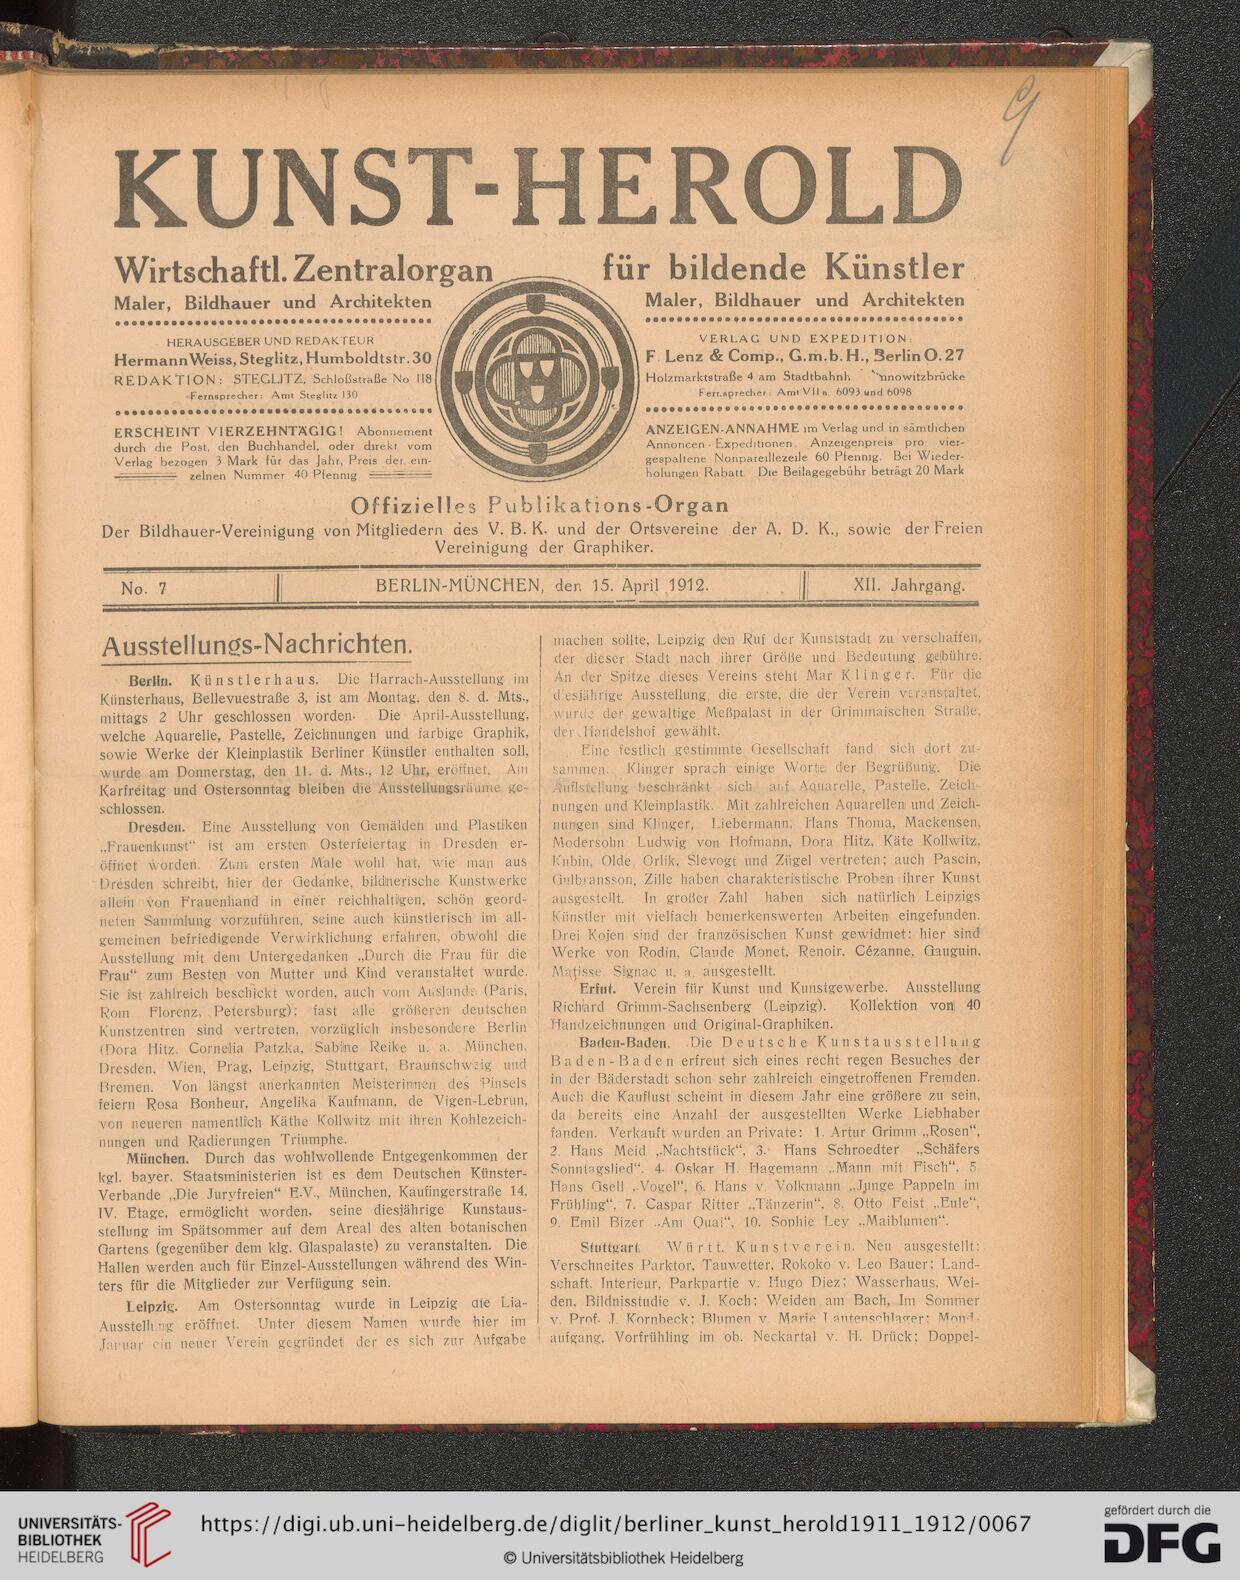 KUNST-HEROLD
Wirtschaftl. Zentralorgan
für bildende Künstler
Maler, Bildhauer und Architekten
HERAUSGEBER UND REDAKTEUR
Hermann Weiss, Steglitz, Humboldtstr. 30
REDAKTION: STEGLITZ, Schloßstraße No 118
Fernsprecher: Amt Steglitz 130
ERSCHEINT VIERZEHNTÄGIG! Abonnement
durch die Post, den Buchhandel, oder direkt vom
Verlag bezogen 3 Mark für das Jahr, Preis der ein-
zelnen Nummer 40 Pfennig
Maler, Bildhauer und Architekten
VERLAG UND EXPEDITION:
F. Lenz & Comp., G.m.b.H., Berlin O. 27
Holzmarktstraße 4 am Stadtbahnh. nnowitzbrücke
Fernsprecher: Amt VII a. 6093 und 6098
ANZEIGEN-ANNAHME im Verlag und in sämtlichen
Annoncen-Expeditionen. Anzeigenpreis pro vier-
gespaltene Nonpareillezeile 60 Pfennig. Bei Wieder-
holungen Rabatt. Die Beilagegebühr beträgt 20 Mark
Offizielles Publikations-Organ
Der Bildhauer-Vereinigung von Mitgliedern des V. B. K. und der Ortsvereine der A. D. K., sowie der Freien
Vereinigung der Graphiker.
No. 7
BERLIN-MÜNCHEN, den 15. April 1912.
XII. Jahrgang.
Ausstellungs-Nachrichten.
Berlin. Künstlerhaus. Die Harrach-Ausstellung im
Künsterhaus, Bellevuestraße 3, ist am Montag, den 8. d. Mts.,
mittags 2 Uhr geschlossen worden. Die April-Ausstellung,
welche Aquarelle, Pastelle, Zeichnungen und farbige Graphik,
sowie Werke der Kleinplastik Berliner Künstler enthalten soll,
wurde am Donnerstag, den 11. d. Mts., 12 Uhr, eröffnet. Am
Karfreitag und Ostersonntag bleiben die Ausstellungsräume ge-
schlossen.
Dresden. Eine Ausstellung von Gemälden und Plastiken
„Frauenkunst“ ist am ersten Osterfeiertag in Dresden er-
öffnet worden. Zum ersten Male wohl hat, wie man aus
Dresden schreibt, hier der Gedanke, bildnerische Kunstwerke
allein von Frauenhand in einer reichhaltigen, schön geord-
neten Sammlung vorzuführen, seine auch künstlerisch im all-
gemeinen befriedigende Verwirklichung erfahren, obwohl die
Ausstellung mit dem Untergedanken „Durch die Frau für die
Frau“ zum Besten von Mutter und Kind veranstaltet wurde.
Sie ist zahlreich beschickt worden, auch vom Auslande (Paris,
Rom Florenz, Petersburg); fast alle größeren deutschen
Kunstzentren sind vertreten, vorzüglich insbesondere Berlin
(Dora Hitz, Cornelia Patzka, Sabine Reike u. a. München,
Dresden, Wien, Prag, Leipzig, Stuttgart, Braunschweig und
Bremen. Von längst anerkannten Meisterinnen des Pinsels
feiern Rosa Bonheur, Angelika Kaufmann, de Vigen-Lebrun,
von neueren namentlich Käthe Kollwitz mit ihren Kohlezeich-
nungen und Radierungen Triumphe.
München. Durch das wohlwollende Entgegenkommen der
kgl. bayer. Staatsministerien ist es dem Deutschen Künster-
Verbande „Die Juryfreien“ E.V., München, Kaufingerstraße 14,
IV. Etage, ermöglicht worden, seine diesjährige Kunstaus-
stellung im Spätsommer auf dem Areal des alten botanischen
Gartens (gegenüber dem klg. Glaspalaste) zu veranstalten. Die
Hallen werden auch für Einzel-Ausstellungen während des Win-
ters für die Mitglieder zur Verfügung sein.
Leipzig. Am Ostersonntag wurde in Leipzig die Lia-
Ausstellung eröffnet. Unter diesem Namen wurde hier im
Januar ein neuer Verein gegründet der es sich zur Aufgabe
machen sollte, Leipzig den Ruf der Kunststadt zu verschaffen,
der dieser Stadt nach ihrer Größe und Bedeutung gebühre.
An der Spitze dieses Vereins steht Max Klinger. Für die
diesjährige Ausstellung, die erste, die der Verein veranstaltet,
wurde der gewaltige Meßpalast in der Grimmaischen Straße,
der Handelshof gewählt.
Eine festlich gestimmte Gesellschaft fand sich dort zu-
sammen. Klinger sprach einige Worte der Begrüßung. Die
Auflstellung beschränkt sich auf Aquarelle, Pastelle, Zeich-
nungen und Kleinplastik. Mit zahlreichen Aquarellen und Zeich-
nungen sind Klinger, Liebermann, Hans Thoma, Mackensen,
Modersohn Ludwig von Hofmann, Dora Hitz, Käte Kollwitz,
Kubin, Olde, Orlik, Slevogt und Zügel vertreten; auch Pascin,
Gulbransson, Zille haben charakteristische Proben ihrer Kunst
ausgestellt. In großer Zahl haben sich natürlich Leipzigs
Künstler mit vielfach bemerkenswerten Arbeiten eingefunden.
Drei Kojen sind der französischen Kunst gewidmet: hier sind
Werke von Rodin, Claude Monet, Renoir, Cézanne, Gauguin,
Matisse, Signac u. a. ausgestellt.
Erfut. Verein für Kunst und Kunstgewerbe. Ausstellung
Richard Grimm-Sachsenberg (Leipzig). Kollektion von 40
Handzeichnungen und Original-Graphiken.
Baden-Baden. Die Deutsche Kunstausstellung
Baden-Baden erfreut sich eines recht regen Besuches der
in der Bäderstadt schon sehr zahlreich eingetroffenen Fremden.
Auch die Kauflust scheint in diesem Jahr eine größere zu sein,
da bereits eine Anzahl der ausgestellten Werke Liebhaber
fanden. Verkauft wurden an Private: 1. Artur Grimm „Rosen“,
2. Hans Meid „Nachtstück“, 3. Hans Schroedter „Schäfers
Sonntagslied“, 4. Oskar H. Hagemann „Mann mit Fisch“, 5
Hans Gsell „Vogel“, 6. Hans v. Volkmann „Junge Pappeln im
Frühling“, 7. Caspar Ritter „Tänzerin“, 8. Otto Feist „Eule“,
9. Emil Bizer „Am Quai“, 10. Sophie Ley „Maiblumen“.
Stuttgart. Württ. Kunstverein. Neu ausgestellt:
Verschneites Parktor, Tauwetter, Rokoko v. Leo Bauer; Land-
schaft, Interieur, Parkpartie v. Hugo Diez; Wasserhaus, Wei-
den, Bildnisstudie v. J. Koch; Weiden am Bach, Im Sommer
v. Prof. J. Kornbeck; Blumen v. Marie Lautenschlager; Mond-
aufgang, Vorfrühling im ob. Neckartal v. H. Drück; Doppel-
UNIVERSITÄTS-
BIBLIOTHEK
HEIDELBERG
https://digi.ub.uni-heidelberg.de/diglit/berliner_kunst_herold1911_1912/0067
© Universitätsbibliothek Heidelberg
gefördert durch die
DFG